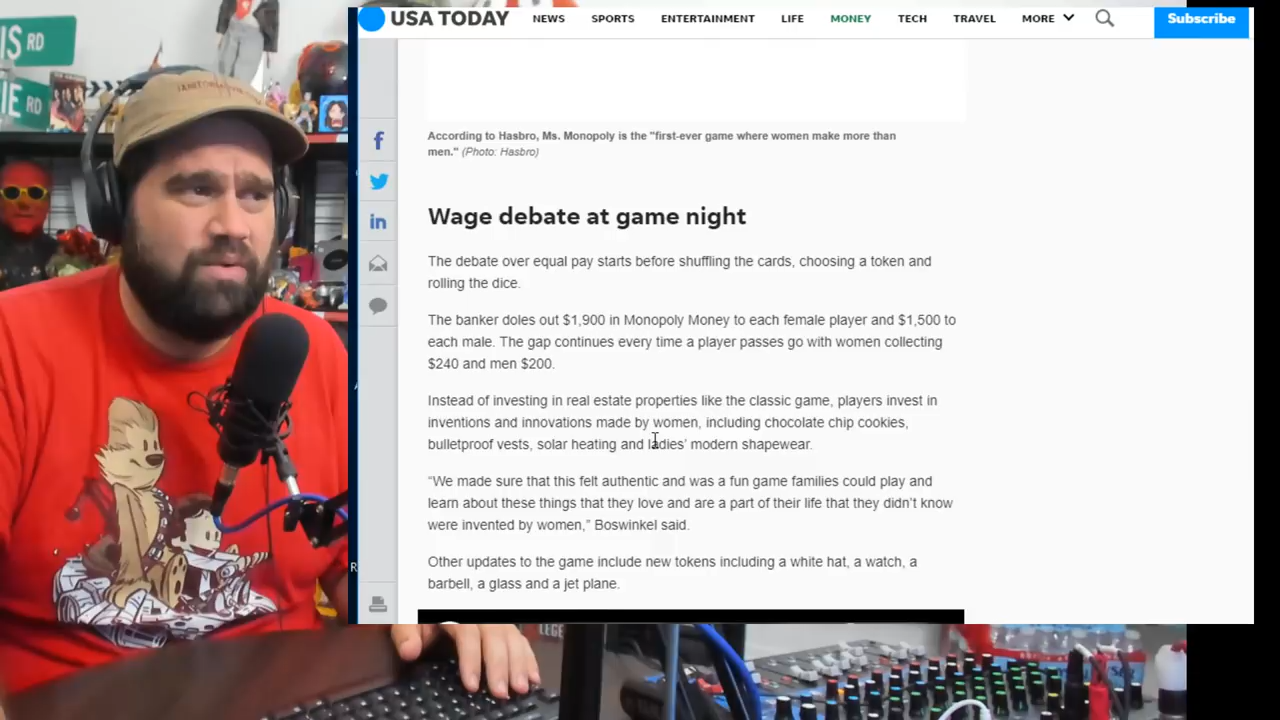 IS RD
IE RD
USA TODAY NEWS SPORTS ENTERTAINMENT LIFE MONEY TECH TRAVEL MORE Subscribe
According to Hasbro, Ms. Monopoly is the "first-ever game where women make more than
men." (Photo: Hasbro)
Wage debate at game night
The debate over equal pay starts before shuffling the cards, choosing a token and
rolling the dice.
The banker doles out $1,900 in Monopoly Money to each female player and $1,500 to
each male. The gap continues every time a player passes go with women collecting
$240 and men $200.
Instead of investing in real estate properties like the classic game, players invest in
inventions and innovations made by women, including chocolate chip cookies,
bulletproof vests, solar heating and ladies’ modern shapewear.
“We made sure that this felt authentic and was a fun game families could play and
learn about these things that they love and are a part of their life that they didn’t know
were invented by women,” Boswinkel said.
Other updates to the game include new tokens including a white hat, a watch, a
barbell, a glass and a jet plane.